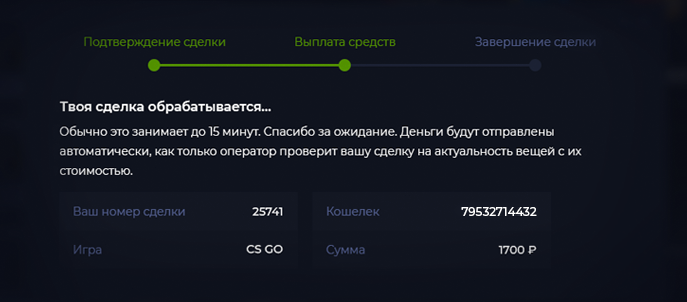 Подтверждение сделки Выплата средств Завершение сделки
Твоя сделка обрабатывается...
Обычно это занимает до 15 минут. Спасибо за ожидание. Деньги будут отправлены
автоматически, как только оператор проверит вашу сделку на актуальность вещей с их
стоимостью.
Ваш номер сделки 25741 Кошелек 79532714432
Игра CS GO Сумма 1700 ₽